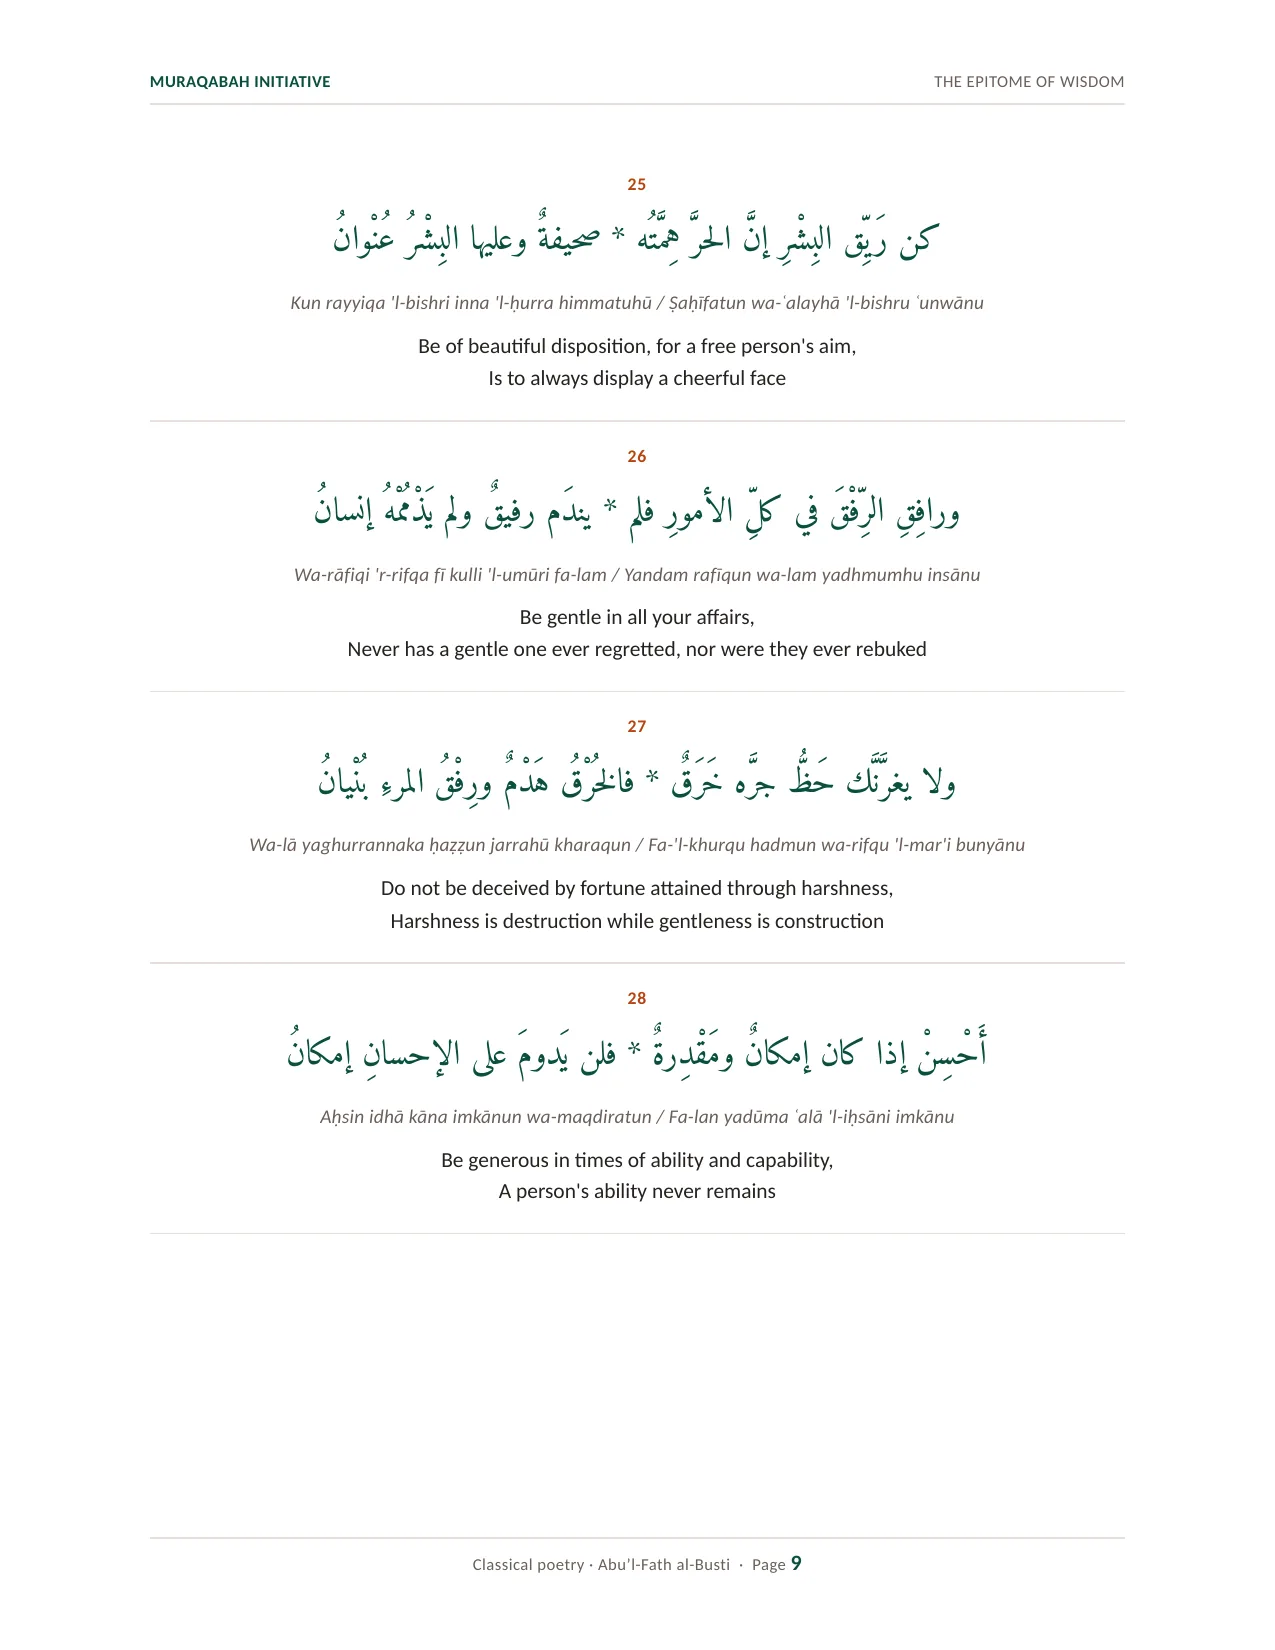 MURAQABAH INITIATIVE
THE EPITOME OF WISDOM
25
كن رَيِّق البِشْرِ إنَّ الحرَّ هِمَّتُه * صحيفةٌ وعليها البِشْرُ عُنْوانُ
Kun rayyiqa 'l-bishri inna 'l-ḥurra himmatuhū / Ṣaḥīfatun wa-ʿalayhā 'l-bishru ʿunwānu
Be of beautiful disposition, for a free person's aim,
Is to always display a cheerful face
26
ورافِقِ الرِّفْقَ في كلِّ الأمورِ فلم * يندَم رفيقٌ ولم يَذْمُمْهُ إنسانُ
Wa-rāfiqi 'r-rifqa fī kulli 'l-umūri fa-lam / Yandam rafīqun wa-lam yadhmumhu insānu
Be gentle in all your affairs,
Never has a gentle one ever regretted, nor were they ever rebuked
27
ولا يغرَّنَّك حَظُّ جرَّه خَرَقٌ * فالخُرْقُ هَدْمٌ ورِفْقُ المرءِ بُنْيانُ
Wa-lā yaghurrannaka ḥaẓẓun jarrahū kharaqun / Fa-'l-khurqu hadmun wa-rifqu 'l-mar'i bunyānu
Do not be deceived by fortune attained through harshness,
Harshness is destruction while gentleness is construction
28
أَحْسِنْ إذا كان إمكانٌ ومَقْدِرةٌ * فلن يَدومَ على الإحسانِ إمكانُ
Aḥsin idhā kāna imkānun wa-maqdiratun / Fa-lan yadūma ʿalā 'l-iḥsāni imkānu
Be generous in times of ability and capability,
A person's ability never remains
Classical poetry · Abu’l-Fath al-Busti · Page 9